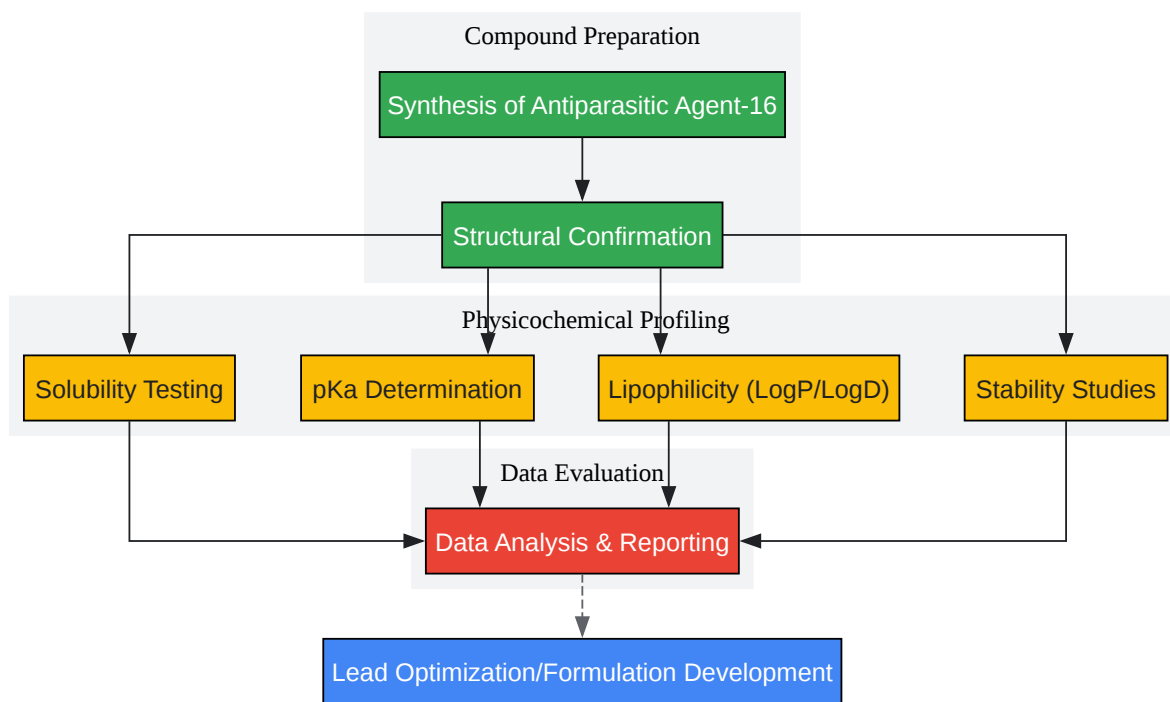 Compound Preparation
Synthesis of Antiparasitic Agent-16
Structural Confirmation
Physicochemical Profiling
Solubility Testing
pKa Determination
Lipophilicity (LogP/LogD)
Stability Studies
Data Evaluation
Data Analysis & Reporting
Lead Optimization/Formulation Development